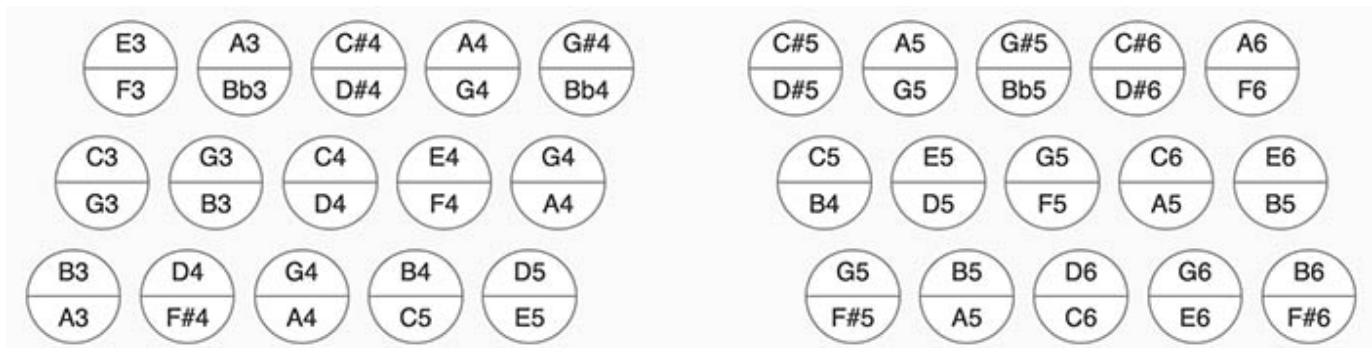 E3 A3 C#4 A4 G#4 C#5 A5 G#5 C#6 A6
F3 Bb3 D#4 G4 Bb4 D#5 G5 Bb5 D#6 F6
C3 G3 C4 E4 G4 C5 E5 G5 C6 E6
G3 B3 D4 F4 A4 B4 D5 F5 A5 B5
B3 D4 G4 B4 D5 G5 B5 D6 G6 B6
A3 F#4 A4 C5 E5 F#5 A5 C6 E6 F#6